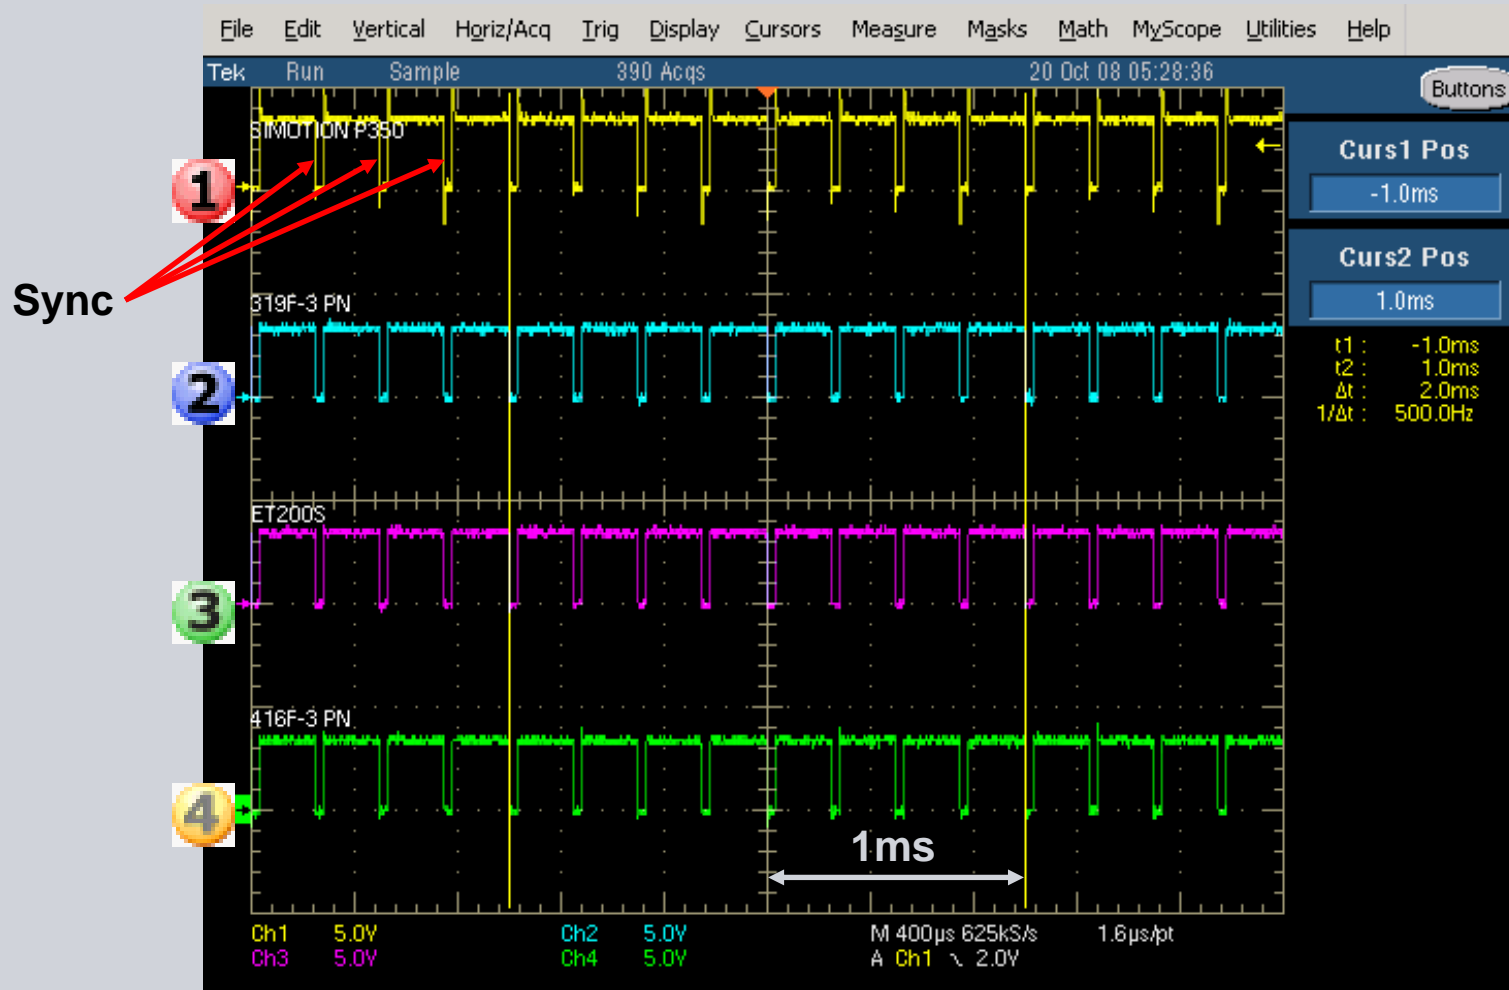 File Edit Vertical Horiz/Acq Trig Display Cursors Measure Masks Math MyScope Utilities Help
Tek Run Sample 390 Acqs 20 Oct 08 05:28:36
Buttons
SIMOTION P350
Curs1 Pos
-1.0ms
1
Curs2 Pos
1.0ms
Sync
319F-3 PN
t1 : -1.0ms
t2 : 1.0ms
Δt : 2.0ms
1/Δt : 500.0Hz
2
ET200S
3
416F-3 PN
4
1ms
Ch1 5.0V Ch2 5.0V M 400µs 625kS/s 1.6µs/pt
Ch3 5.0V Ch4 5.0V A Ch1 \ 2.0V